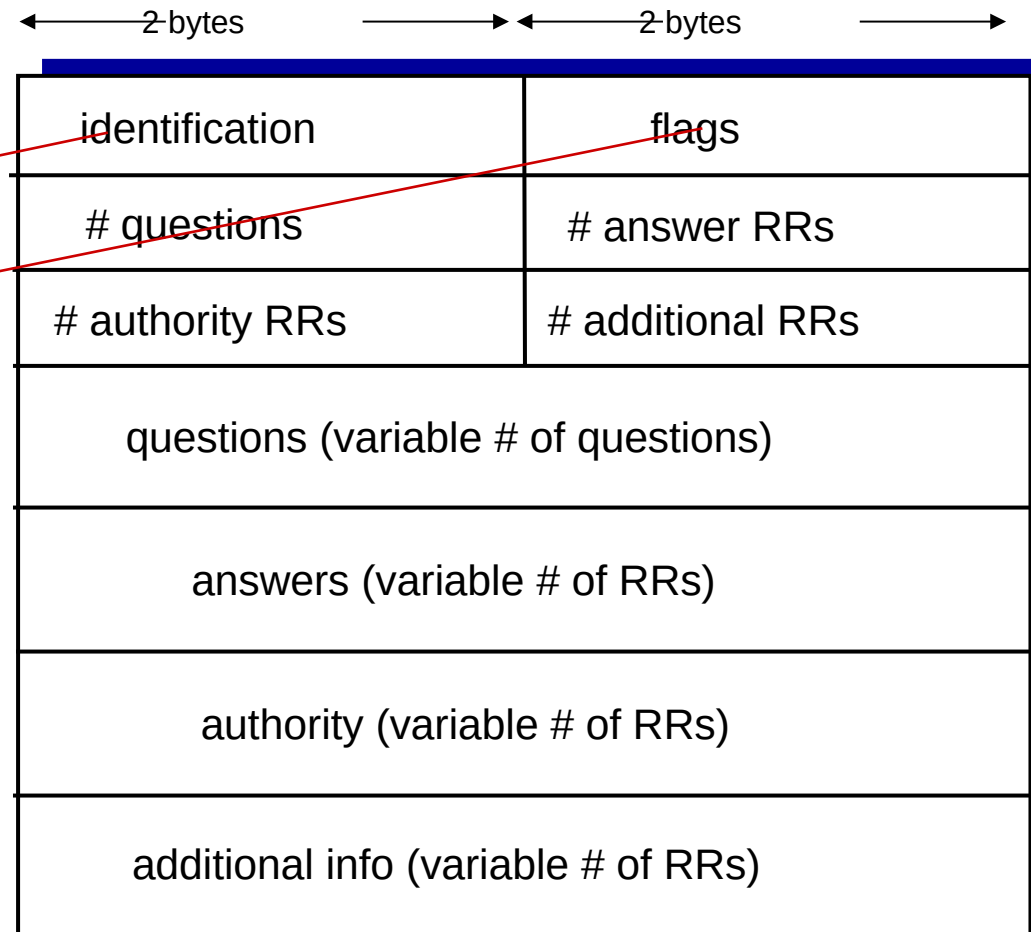 2 bytes 2 bytes
identification flags
# questions # answer RRs
# authority RRs # additional RRs
questions (variable # of questions)
answers (variable # of RRs)
authority (variable # of RRs)
additional info (variable # of RRs)